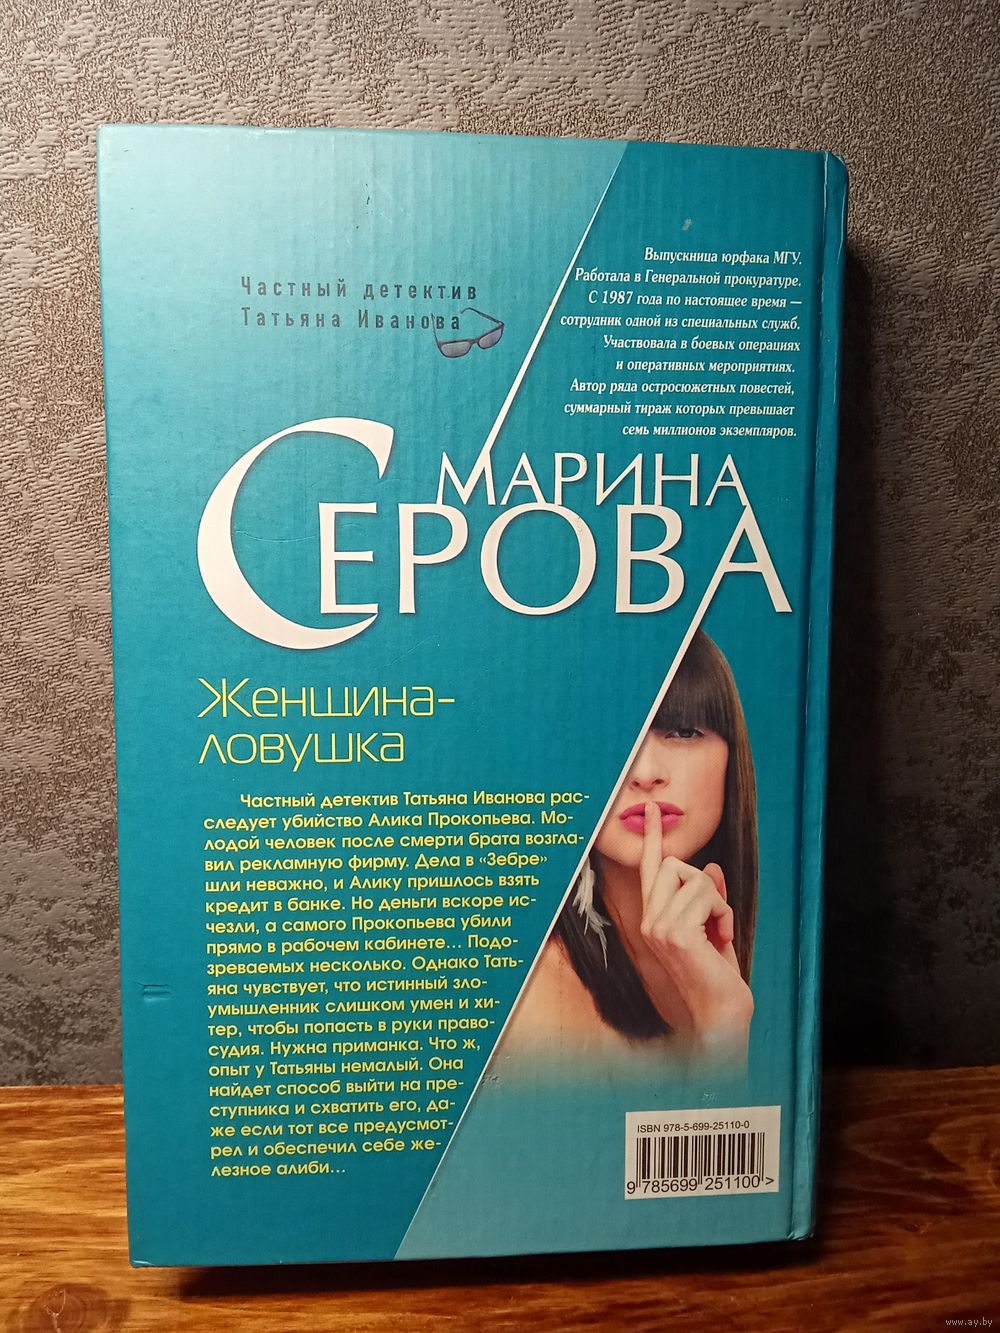 Частный детектив
Татьяна Иванова
Выпускница юрфака МГУ.
Работала в Генеральной прокуратуре.
С 1987 года по настоящее время —
сотрудник одной из специальных служб.
Участвовала в боевых операциях
и оперативных мероприятиях.
Автор ряда остросюжетных повестей,
суммарный тираж которых превышает
семь миллионов экземпляров.
МАРИНА
СЕРОВА
Женщина-
ловушка
Частный детектив Татьяна Иванова рас-
следует убийство Алика Прокопьева. Мо-
лодой человек после смерти брата возгла-
вил рекламную фирму. Дела в «Зебре»
шли неважно, и Алику пришлось взять
кредит в банке. Но деньги вскоре ис-
чезли, а самого Прокопьева убили
прямо в рабочем кабинете... Подо-
зреваемых несколько. Однако Тать-
яна чувствует, что истинный зло-
умышленник слишком умен и хи-
тер, чтобы попасть в руки право-
судия. Нужна приманка. Что ж,
опыт у Татьяны немалый. Она
найдет способ выйти на пре-
ступника и схватить его, да-
же если тот все предусмот-
рел и обеспечил себе же-
лезное алиби...
ISBN 978-5-699-25110-0
9 785699 251100 >
www.ay.by